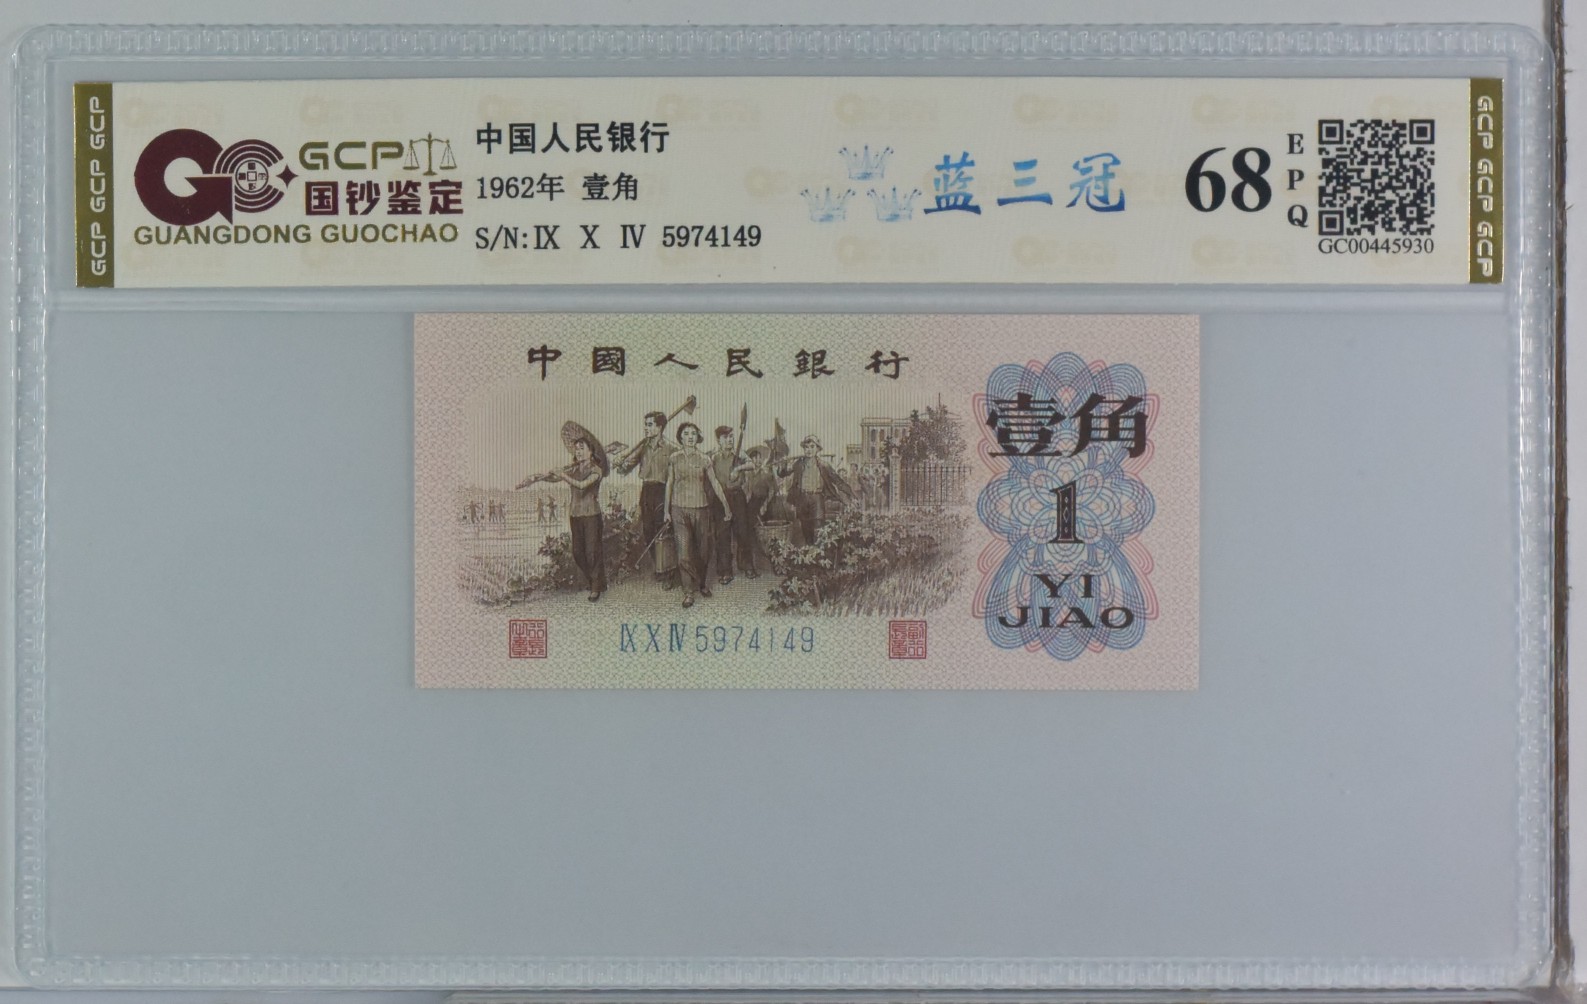 GCP GCP GCP
GCP
国钞鉴定
GUANGDONG GUOCHAO
中国人民银行
1962年 壹角
S/N: Ⅸ Ⅹ Ⅳ 5974149
蓝三冠
68
EPQ
GC00445930
GCP GCP GCP
中國人民銀行
壹角
1
YI
JIAO
ⅨⅩⅣ5974149